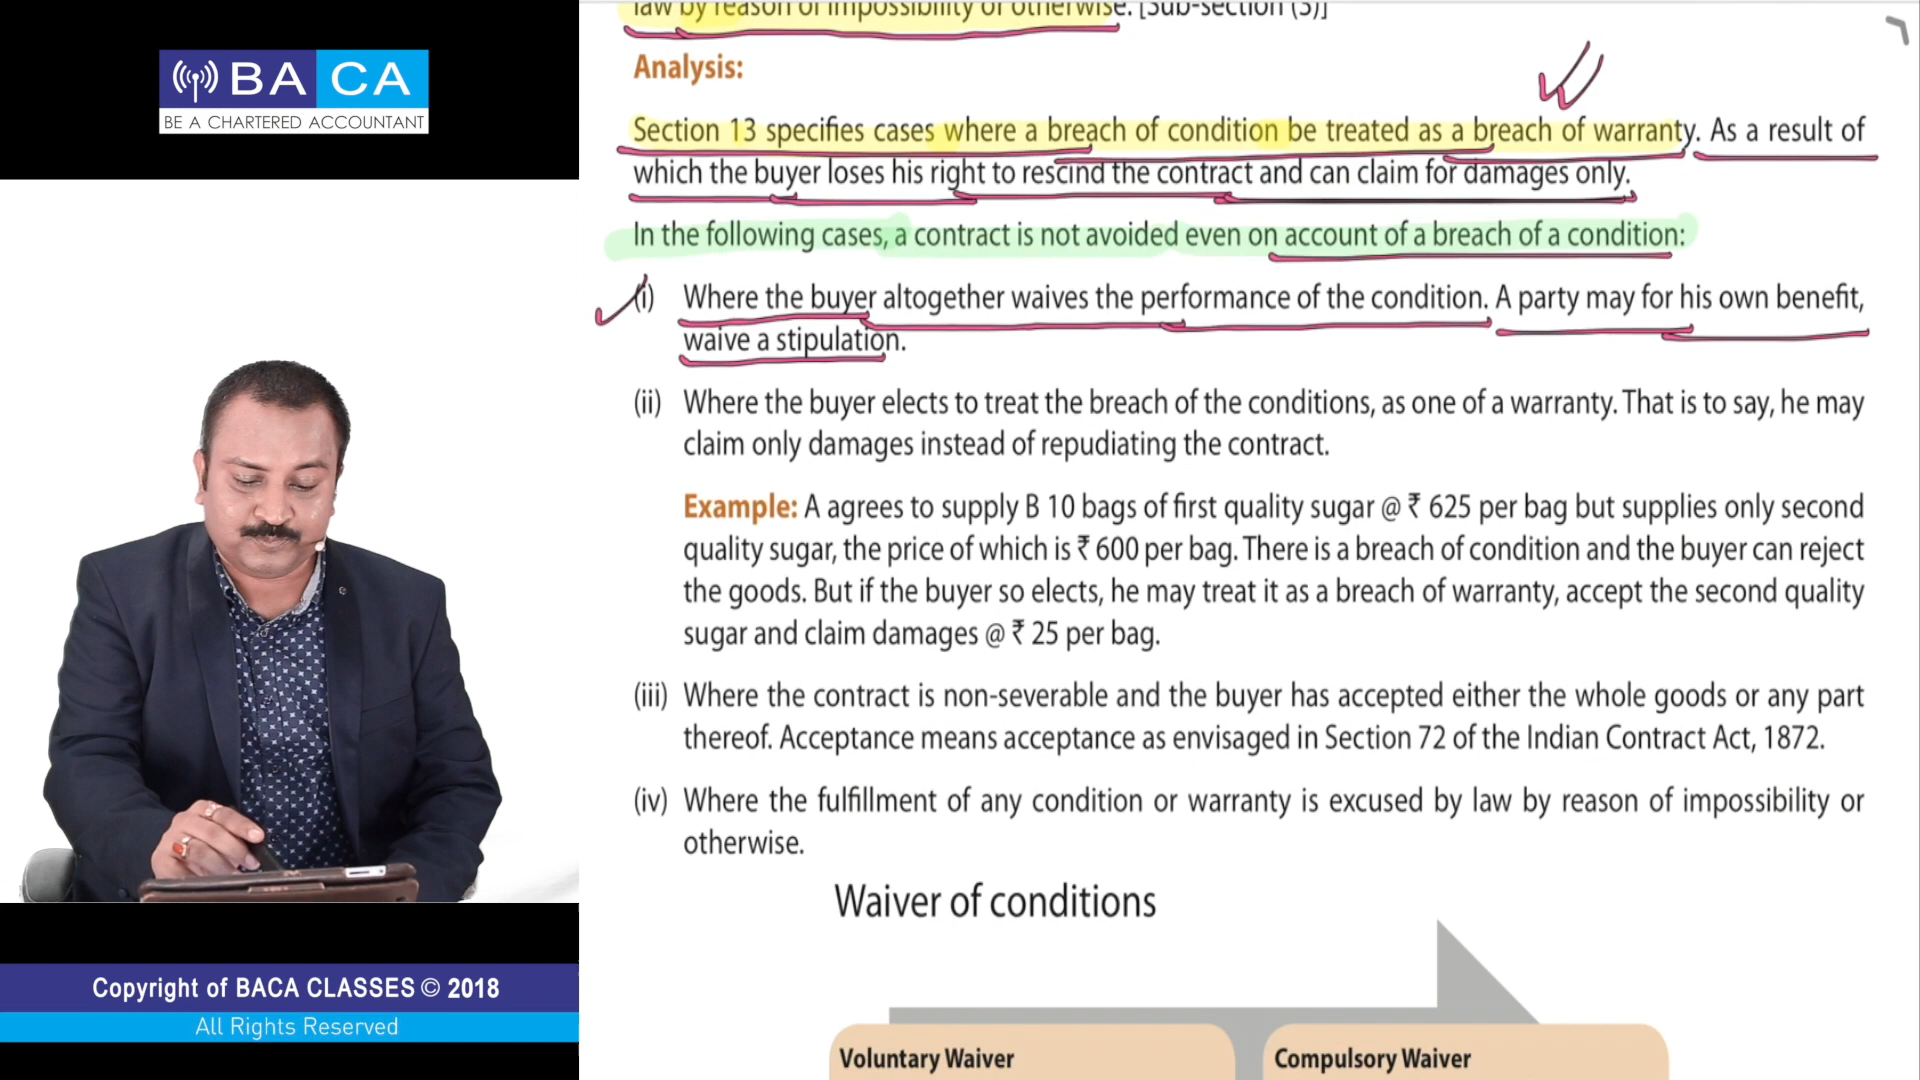 BA CA
BE A CHARTERED ACCOUNTANT
law by reason of impossibility or otherwise. [Sub-section (3)]
Analysis:
Section 13 specifies cases where a breach of condition be treated as a breach of warranty. As a result of
which the buyer loses his right to rescind the contract and can claim for damages only.
In the following cases, a contract is not avoided even on account of a breach of a condition:
(i) Where the buyer altogether waives the performance of the condition. A party may for his own benefit,
waive a stipulation.
(ii) Where the buyer elects to treat the breach of the conditions, as one of a warranty. That is to say, he may
claim only damages instead of repudiating the contract.
Example: A agrees to supply B 10 bags of first quality sugar @ ₹ 625 per bag but supplies only second
quality sugar, the price of which is ₹ 600 per bag. There is a breach of condition and the buyer can reject
the goods. But if the buyer so elects, he may treat it as a breach of warranty, accept the second quality
sugar and claim damages @ ₹ 25 per bag.
(iii) Where the contract is non-severable and the buyer has accepted either the whole goods or any part
thereof. Acceptance means acceptance as envisaged in Section 72 of the Indian Contract Act, 1872.
(iv) Where the fulfillment of any condition or warranty is excused by law by reason of impossibility or
otherwise.
Waiver of conditions
Voluntary Waiver
Compulsory Waiver
Copyright of BACA CLASSES © 2018
All Rights Reserved